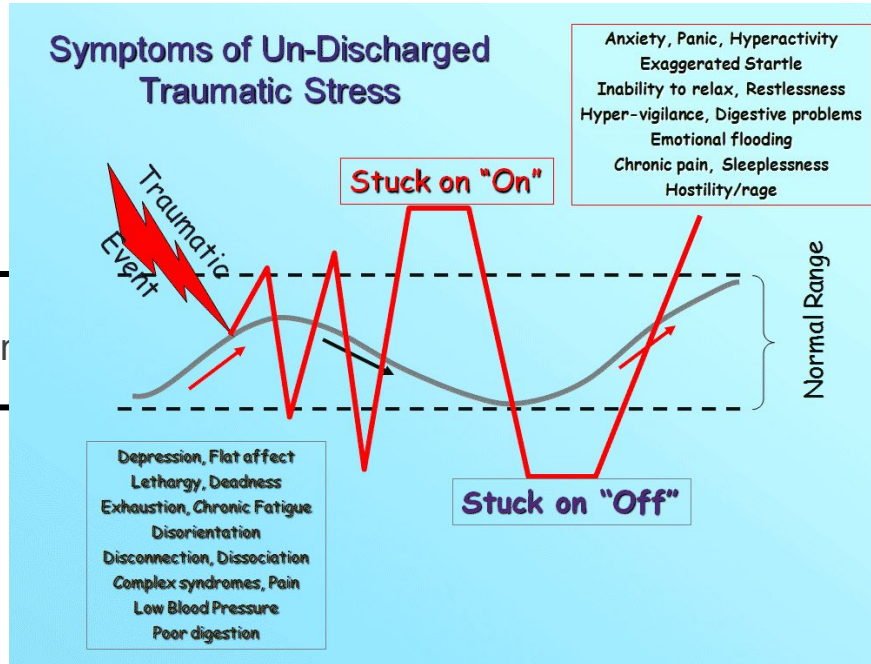 Symptoms of Un-Discharged
Traumatic Stress
Anxiety, Panic, Hyperactivity
Exaggerated Startle
Inability to relax, Restlessness
Hyper-vigilance, Digestive problems
Emotional flooding
Chronic pain, Sleeplessness
Hostility/rage
Traumatic
Event
Stuck on “On”
Normal Range
Stuck on “Off”
Depression, Flat affect
Lethargy, Deadness
Exhaustion, Chronic Fatigue
Disorientation
Disconnection, Dissociation
Complex syndromes, Pain
Low Blood Pressure
Poor digestion